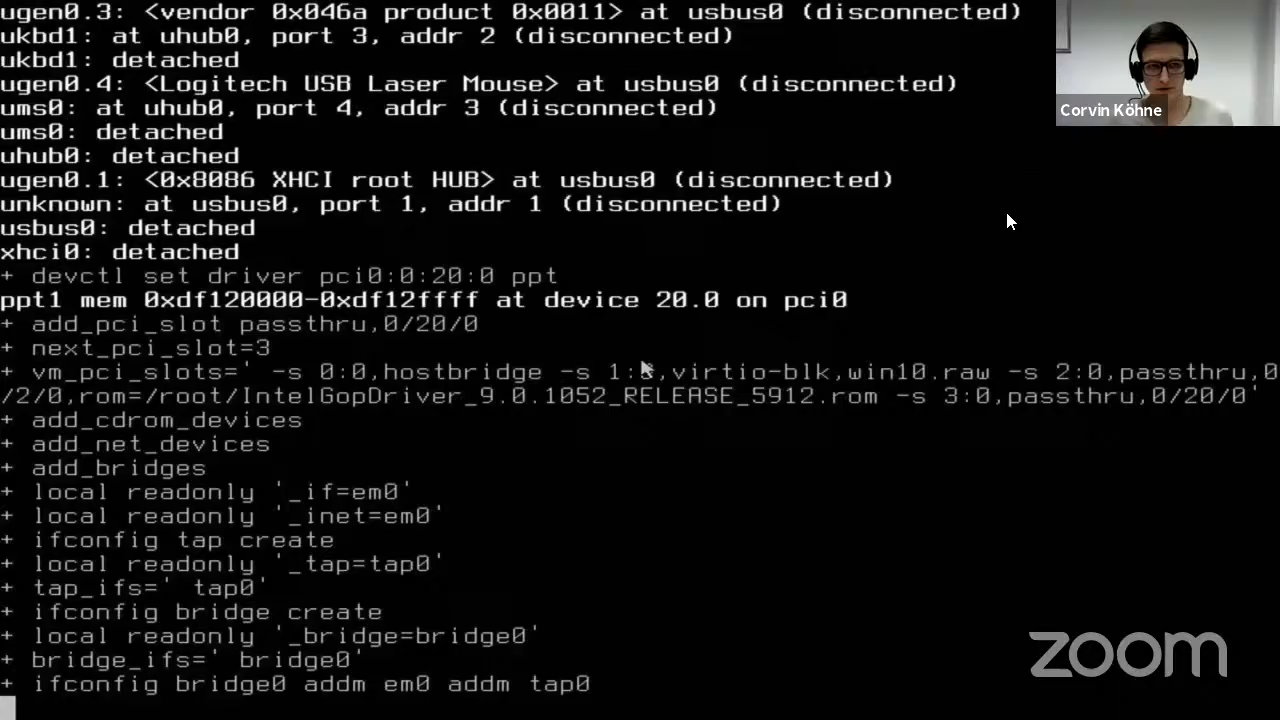 ugen0.3: <vendor 0x046a product 0x0011> at usbus0 (disconnected)
ukbd1: at uhub0, port 3, addr 2 (disconnected)
ukbd1: detached
ugen0.4: <Logitech USB Laser Mouse> at usbus0 (disconnected)
ums0: at uhub0, port 4, addr 3 (disconnected)
ums0: detached
uhub0: detached
ugen0.1: <0x8086 XHCI root HUB> at usbus0 (disconnected)
unknown: at usbus0, port 1, addr 1 (disconnected)
usbus0: detached
xhci0: detached
+ devctl set driver pci0:0:20:0 ppt
ppt1 mem 0xdf120000-0xdf12ffff at device 20.0 on pci0
+ add_pci_slot passthru,0/20/0
+ next_pci_slot=3
+ vm_pci_slots=' -s 0:0,hostbridge -s 1:0,virtio-blk,win10.raw -s 2:0,passthru,0
/2/0,rom=/root/IntelGopDriver_9.0.1052_RELEASE_5912.rom -s 3:0,passthru,0/20/0'
+ add_cdrom_devices
+ add_net_devices
+ add_bridges
+ local readonly '_if=em0'
+ local readonly '_inet=em0'
+ ifconfig tap create
+ local readonly '_tap=tap0'
+ tap_ifs=' tap0'
+ ifconfig bridge create
+ local readonly '_bridge=bridge0'
+ bridge_ifs=' bridge0'
+ ifconfig bridge0 addm em0 addm tap0
Corvin Köhne
zoom